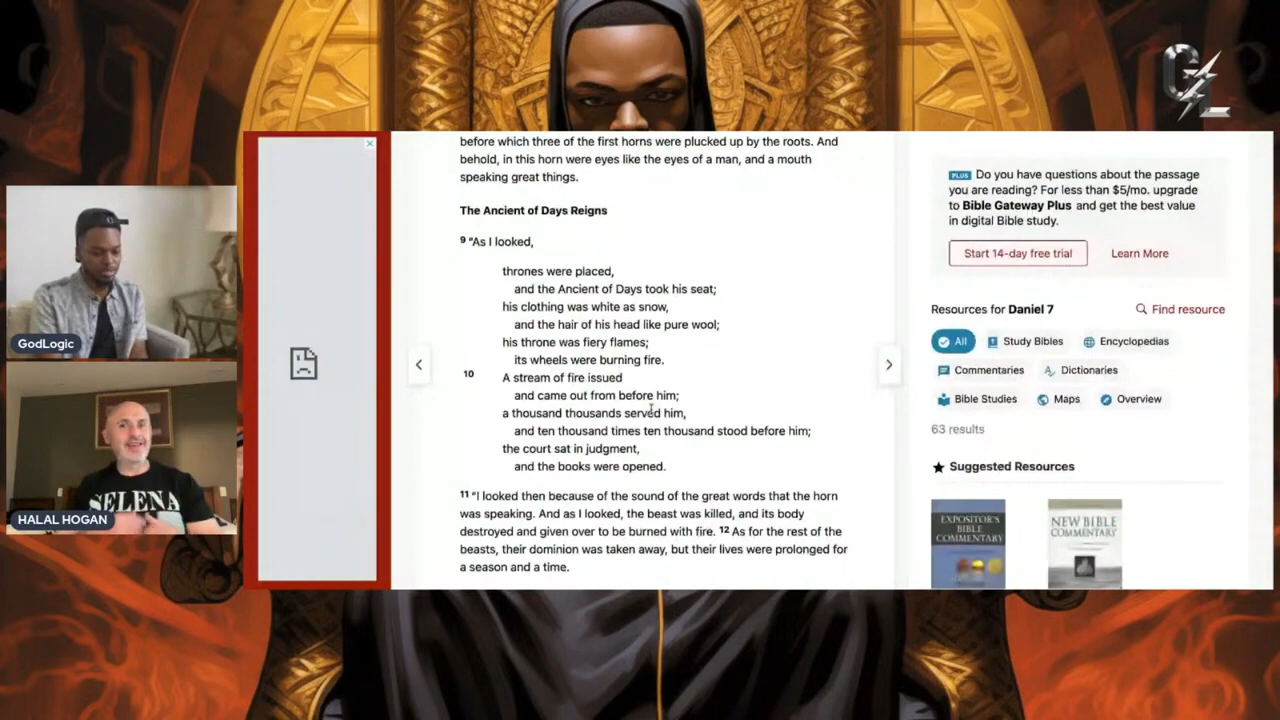 GL
GodLogic
SELENA
HALAL HOGAN
before which three of the first horns were plucked up by the roots. And
behold, in this horn were eyes like the eyes of a man, and a mouth
speaking great things.
The Ancient of Days Reigns
9 “As I looked,
thrones were placed,
and the Ancient of Days took his seat;
his clothing was white as snow,
and the hair of his head like pure wool;
his throne was fiery flames;
its wheels were burning fire.
10 A stream of fire issued
and came out from before him;
a thousand thousands served him,
and ten thousand times ten thousand stood before him;
the court sat in judgment,
and the books were opened.
11 “I looked then because of the sound of the great words that the horn
was speaking. And as I looked, the beast was killed, and its body
destroyed and given over to be burned with fire. 12 As for the rest of the
beasts, their dominion was taken away, but their lives were prolonged for
a season and a time.
PLUS Do you have questions about the passage
you are reading? For less than $5/mo. upgrade
to Bible Gateway Plus and get the best value
in digital Bible study.
Start 14-day free trial Learn More
Resources for Daniel 7 Find resource
All Study Bibles Encyclopedias
Commentaries Dictionaries
Bible Studies Maps Overview
63 results
Suggested Resources
EXPOSITOR'S
BIBLE
COMMENTARY
NEW BIBLE
COMMENTARY